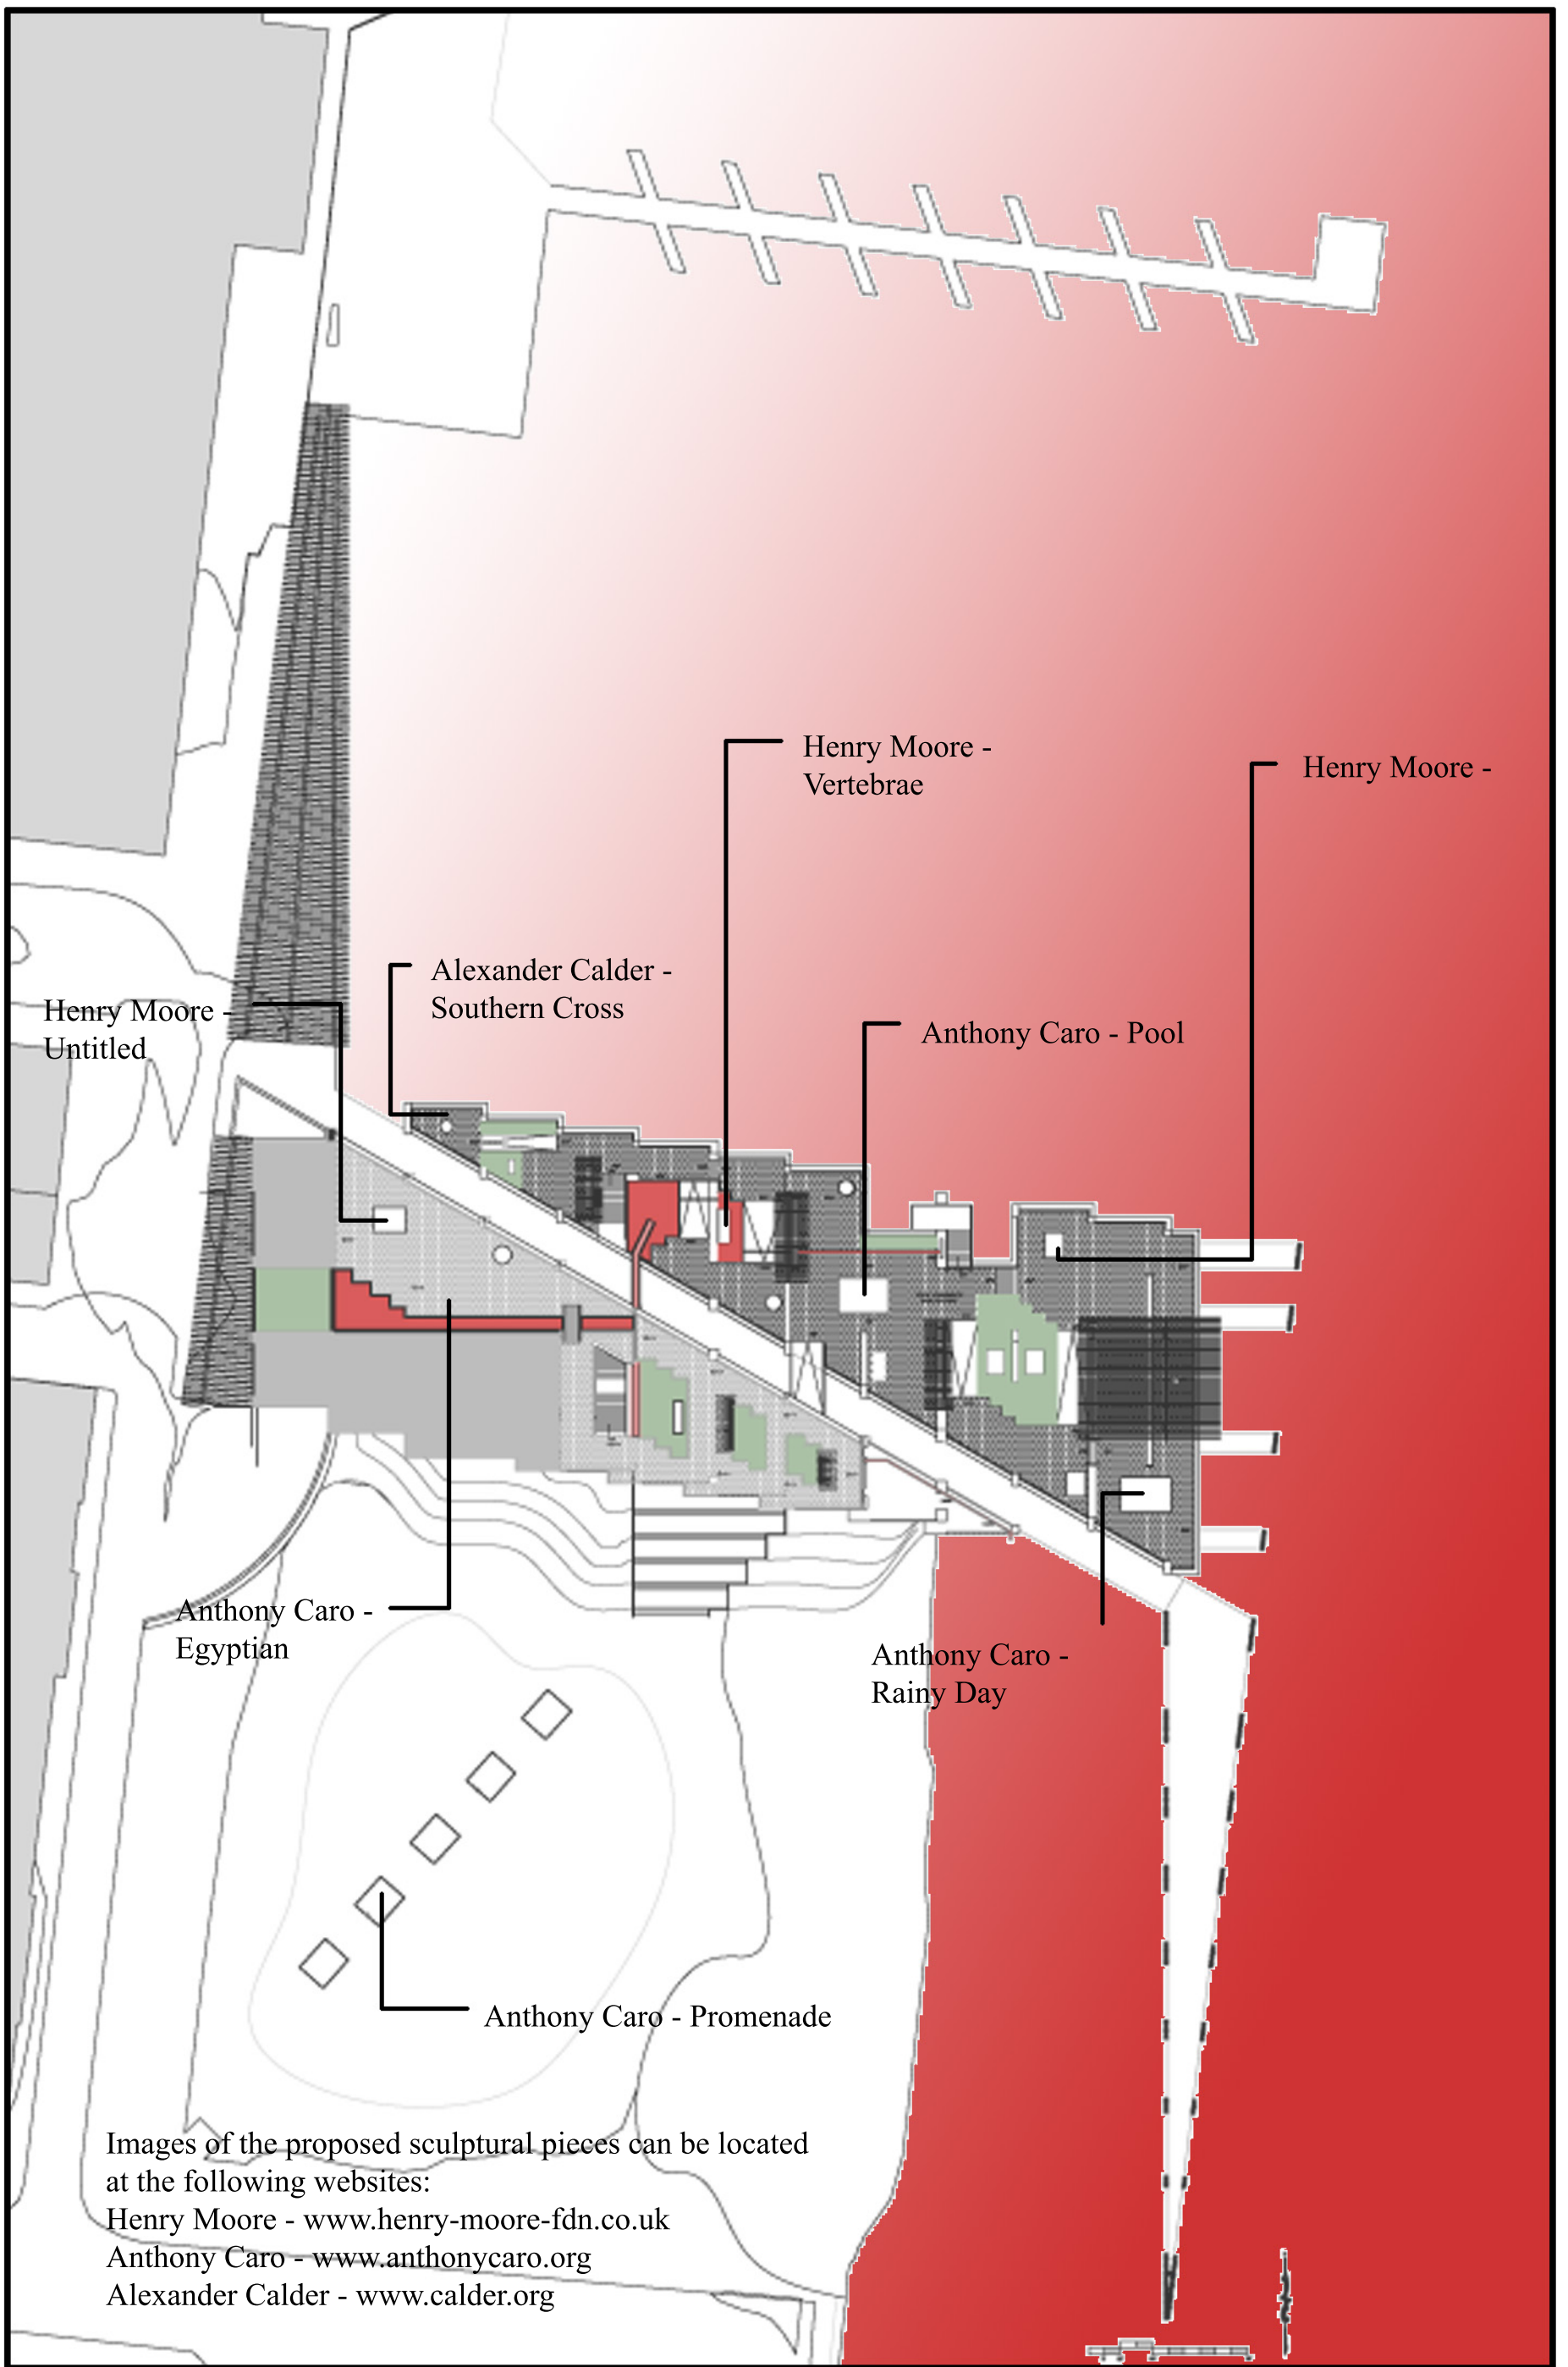 Henry Moore -
Vertebrae
Henry Moore -
Alexander Calder -
Southern Cross
Henry Moore -
Untitled
Anthony Caro - Pool
Anthony Caro -
Egyptian
Anthony Caro -
Rainy Day
Anthony Caro - Promenade
Images of the proposed sculptural pieces can be located
at the following websites:
Henry Moore - www.henry-moore-fdn.co.uk
Anthony Caro - www.anthonycaro.org
Alexander Calder - www.calder.org